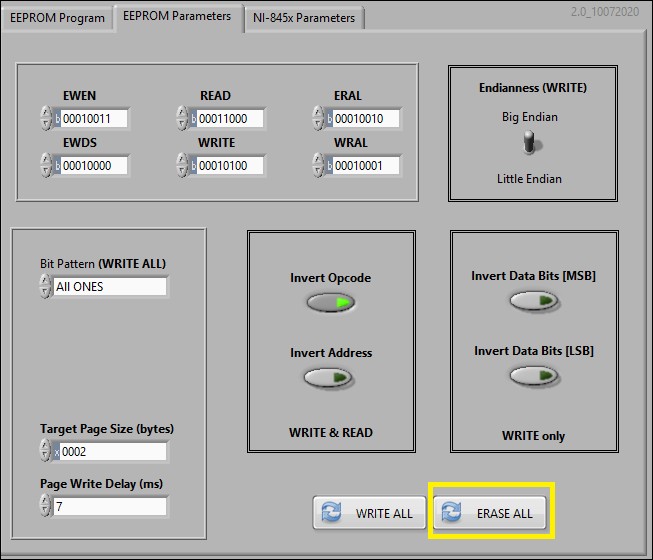 EEPROM Program
EEPROM Parameters
NI-845x Parameters
2.0_10072020
EWEN
READ
ERAL
b 00010011
b 00011000
b 00010010
EWDS
WRITE
WRAL
b 00010000
b 00010100
b 00010001
Endianness (WRITE)
Big Endian
Little Endian
Bit Pattern (WRITE ALL)
All ONES
Target Page Size (bytes)
x 0002
Page Write Delay (ms)
7
Invert Opcode
Invert Address
WRITE & READ
Invert Data Bits [MSB]
Invert Data Bits [LSB]
WRITE only
WRITE ALL
ERASE ALL